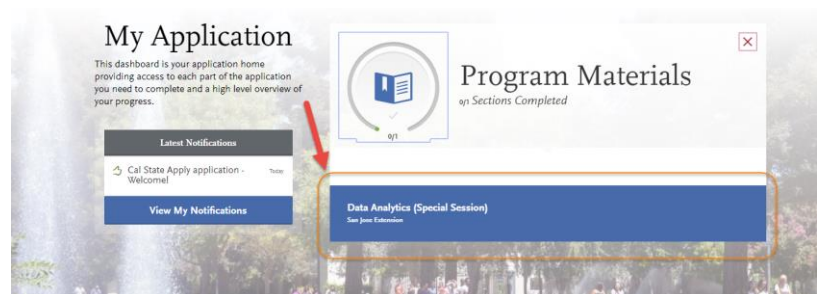 My Application
This dashboard is your application home
providing access to each part of the application
you need to complete and a high level overview of
your progress.
Latest Notifications
Cal State Apply application -
Welcome!
Today
View My Notifications
0/1
Program Materials
0/1 Sections Completed
Data Analytics (Special Session)
San Jose Extension